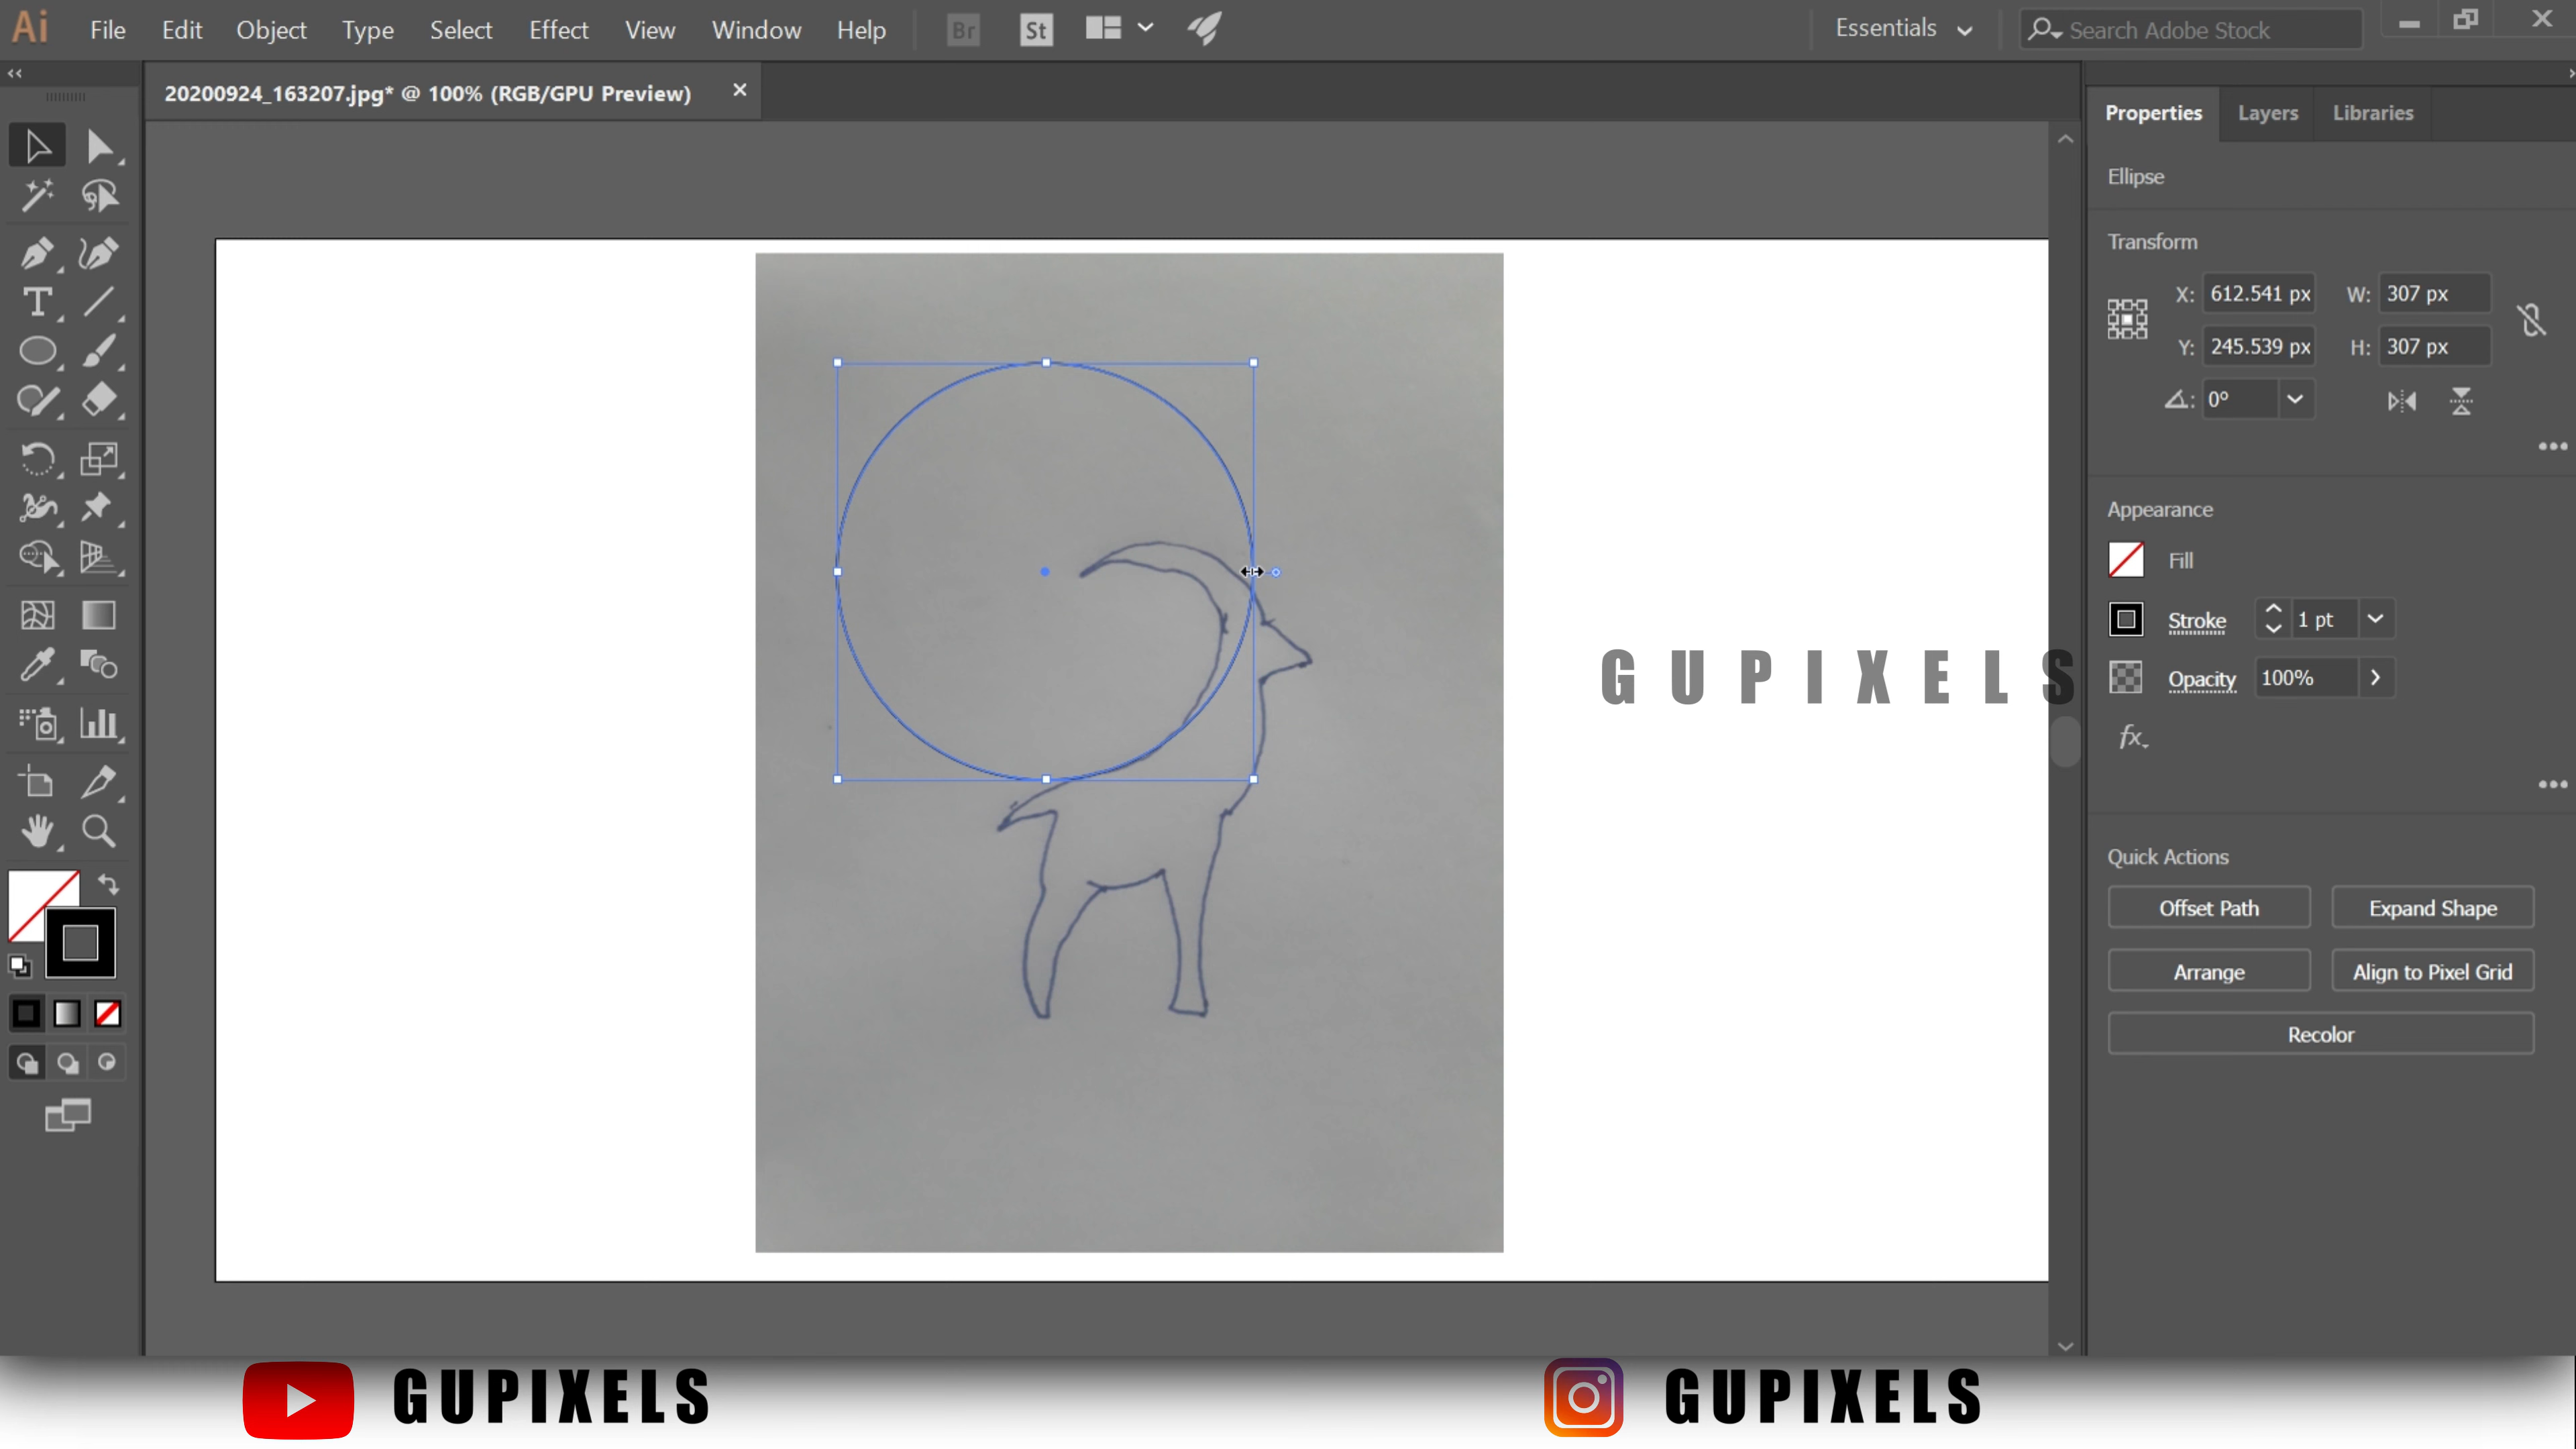 Ai File Edit Object Type Select Effect View Window Help Br St Essentials Search Adobe Stock
20200924_163207.jpg* @ 100% (RGB/GPU Preview)
Properties Layers Libraries
Ellipse
Transform
X: 612.541 px W: 307 px
Y: 245.539 px H: 307 px
0°
Appearance
Fill
Stroke 1 pt
Opacity 100%
fx
Quick Actions
Offset Path Expand Shape
Arrange Align to Pixel Grid
Recolor
GUPIXELS
GUPIXELS GUPIXELS